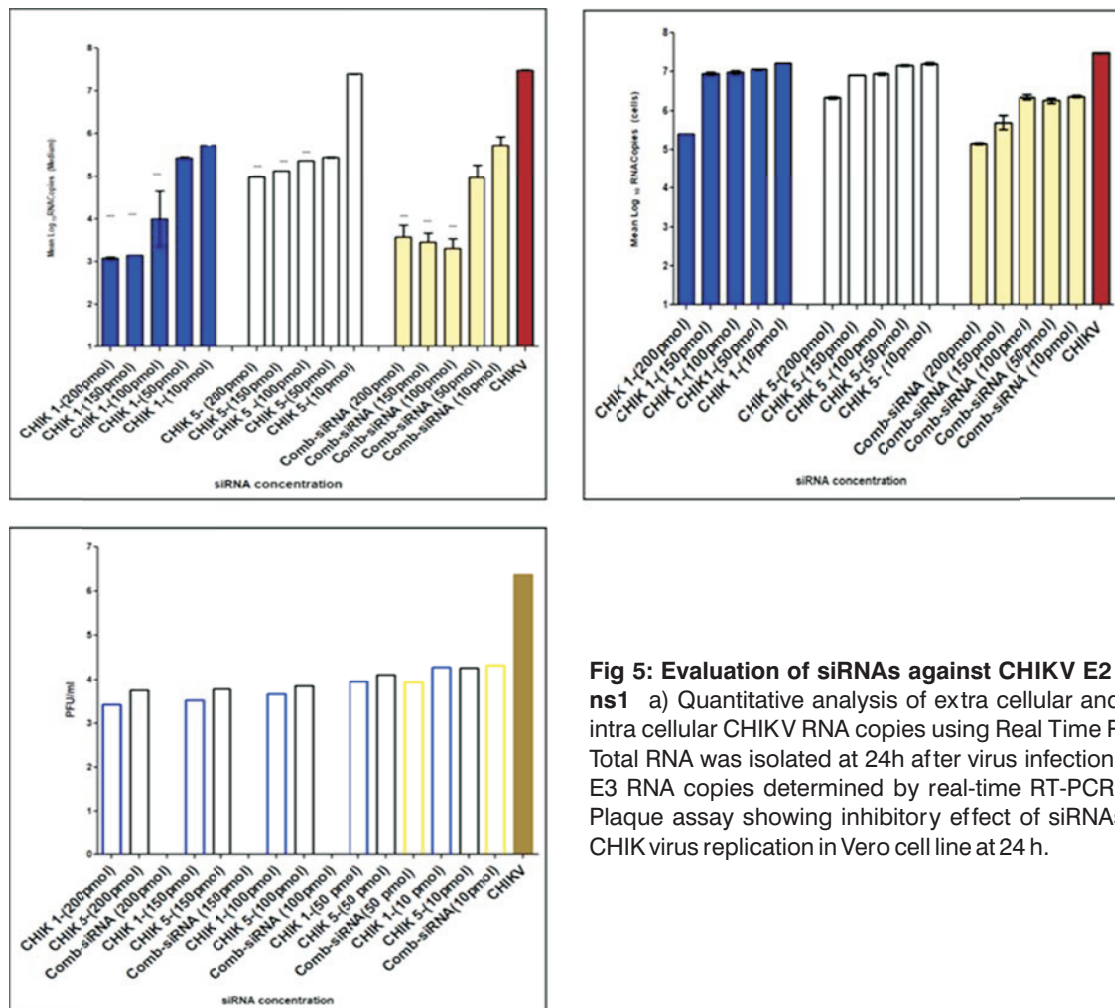 8
7
6
5
4
3
2
1
Mean Log 10 RNACopies (Medium)
CHIK 1-(200pmol)
CHIK 1-(150pmol)
CHIK 1-(100pmol)
CHIK 1-(50pmol)
CHIK 1-(10pmol)
CHIK 5- (200pmol)
CHIK 5-(150pmol)
CHIK 5 -(100pmol)
CHIK 5-(50pmol)
CHIK 5-(10pmol)
Comb-siRNA (200pmol)
Comb-siRNA (150pmol)
Comb-siRNA (100pmol)
Comb-siRNA (50pmol)
Comb-siRNA (10pmol)
CHIKV
siRNA concentration
8
7
6
5
4
3
2
1
Mean Log 10 RNACopies (cells)
CHIK 1-(200pmol)
CHIK 1-(150pmol)
CHIK 1-(100pmol)
CHIK1-(50pmol)
CHIK 1-(10pmol)
CHIK 5-(200pmol)
CHIK 5-(150pmol)
CHIK 5 -(100pmol)
CHIK 5-(50pmol)
CHIK 5- (10pmol)
Comb-siRNA (200pmol)
Comb-siRNA (150pmol)
Comb-siRNA (100pmol)
Comb-siRNA (50pmol)
Comb-siRNA (10pmol)
CHIKV
siRNA concentration
7
6
5
4
3
2
1
0
PFU/ml
CHIK 1-(200pmol)
CHIK 5-(200pmol)
Comb-siRNA (200pmol)
CHIK 1-(150pmol)
CHIK 5-(150pmol)
Comb-siRNA (150pmol)
CHIK 1-(100pmol)
CHIK 5-(100pmol)
Comb-siRNA (100pmol)
CHIK 1-(50 pmol)
CHIK 5-(50 pmol)
Comb-siRNA(50 pmol)
CHIK 1-(10 pmol)
CHIK 5-(10pmol)
Comb-siRNA(10pmol)
CHIKV
siRNA concentration
Fig 5: Evaluation of siRNAs against CHIKV E2
ns1 a) Quantitative analysis of extra cellular and
intra cellular CHIKV RNA copies using Real Time
Total RNA was isolated at 24h after virus infection
E3 RNA copies determined by real-time RT-PCR
Plaque assay showing inhibitory effect of siRNAs
CHIK virus replication in Vero cell line at 24 h.